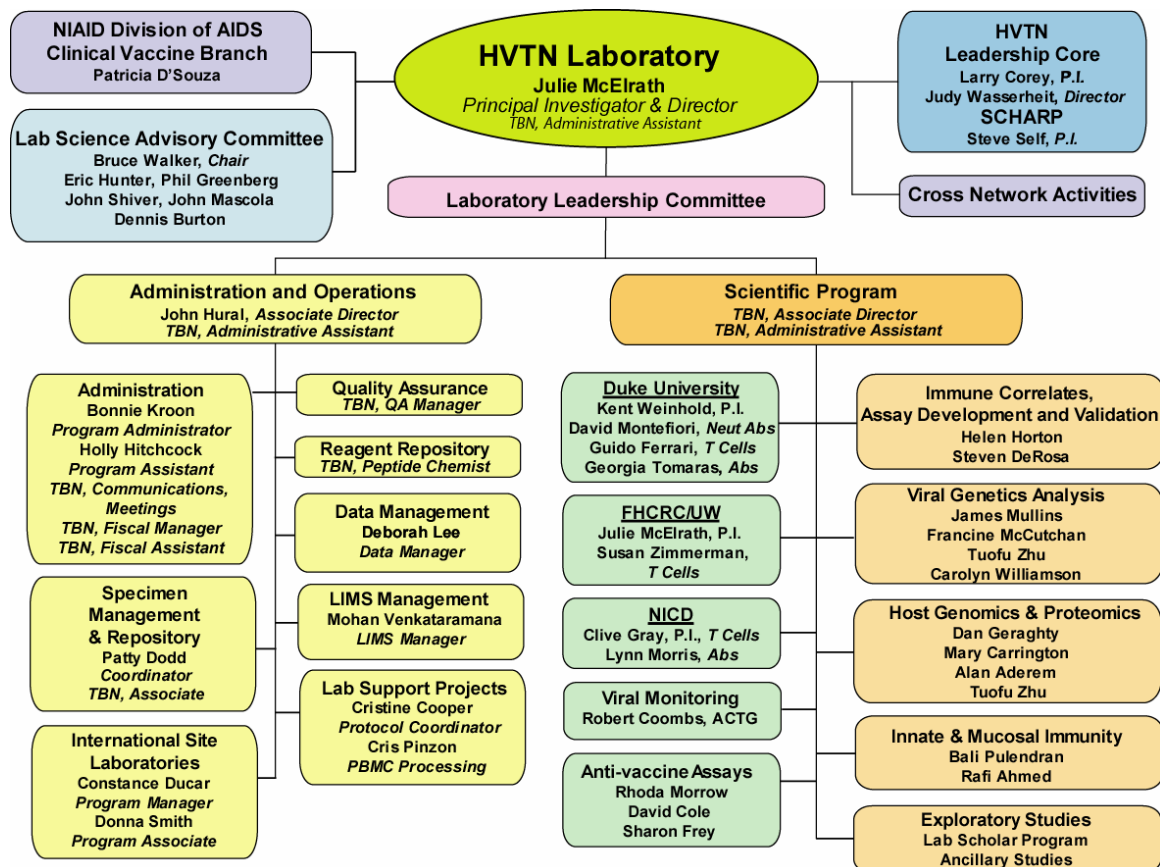 NIAID Division of AIDS
Clinical Vaccine Branch
Patricia D'Souza
HVTN Laboratory
Julie McElrath
Principal Investigator & Director
TBN, Administrative Assistant
HVTN
Leadership Core
Larry Corey, P.I.
Judy Wasserheit, Director
SCHARP
Steve Self, P.I.
Lab Science Advisory Committee
Bruce Walker, Chair
Eric Hunter, Phil Greenberg
John Shiver, John Mascola
Dennis Burton
Laboratory Leadership Committee
Cross Network Activities
Administration and Operations
John Hural, Associate Director
TBN, Administrative Assistant
Scientific Program
TBN, Associate Director
TBN, Administrative Assistant
Administration
Bonnie Kroon
Program Administrator
Holly Hitchcock
Program Assistant
TBN, Communications,
Meetings
TBN, Fiscal Manager
TBN, Fiscal Assistant
Specimen
Management
& Repository
Patty Dodd
Coordinator
TBN, Associate
International Site
Laboratories
Constance Ducar
Program Manager
Donna Smith
Program Associate
Quality Assurance
TBN, QA Manager
Reagent Repository
TBN, Peptide Chemist
Data Management
Deborah Lee
Data Manager
LIMS Management
Mohan Venkataramana
LIMS Manager
Lab Support Projects
Cristine Cooper
Protocol Coordinator
Cris Pinzon
PBMC Processing
Duke University
Kent Weinhold, P.I.
David Montefiori, Neut Abs
Guido Ferrari, T Cells
Georgia Tomaras, Abs
FHCRC/UW
Julie McElrath, P.I.
Susan Zimmerman,
T Cells
NICD
Clive Gray, P.I., T Cells
Lynn Morris, Abs
Viral Monitoring
Robert Coombs, ACTG
Anti-vaccine Assays
Rhoda Morrow
David Cole
Sharon Frey
Immune Correlates,
Assay Development and Validation
Helen Horton
Steven DeRosa
Viral Genetics Analysis
James Mullins
Francine McCutchan
Tuofu Zhu
Carolyn Williamson
Host Genomics & Proteomics
Dan Geraghty
Mary Carrington
Alan Aderem
Tuofu Zhu
Innate & Mucosal Immunity
Bali Pulendran
Rafi Ahmed
Exploratory Studies
Lab Scholar Program
Ancillary Studies